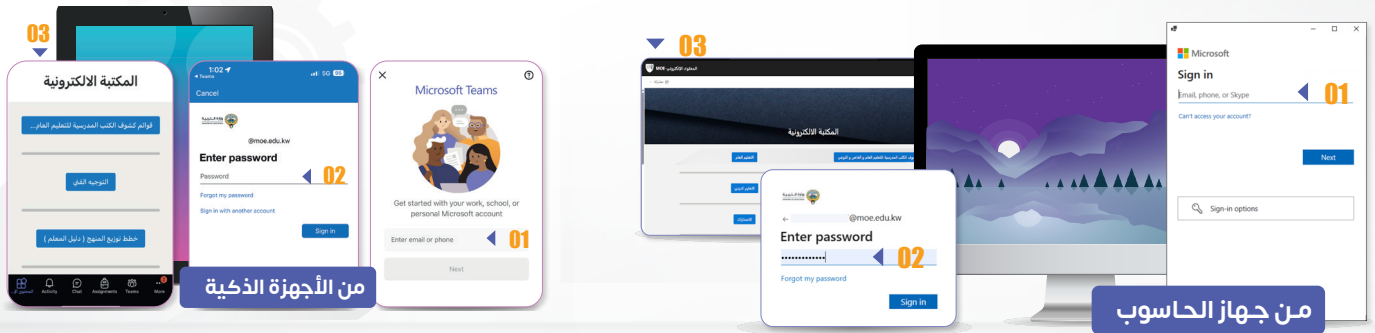 03
المكتبة الالكترونية
قوائم كشوف الكتب المدرسية للتعليم العام...
التوجيه الفني
خطط توزيع المنهج ( دليل المعلم )
Activity
Chat
Assignments
Teams
More
1:02
Teams
5G
Cancel
@moe.edu.kw
Enter password
Password
02
Forgot my password
Sign in with another account
Sign in
من الأجهزة الذكية
Microsoft Teams
Get started with your work, school, or
personal Microsoft account
Enter email or phone
01
Next
03
المكتبة الالكترونية
التعليم العام
التعليم الديني
@moe.edu.kw
Enter password
02
Forgot my password
Sign in
Microsoft
Sign in
Email, phone, or Skype
01
Can't access your account?
Next
Sign-in options
من جهاز الحاسوب